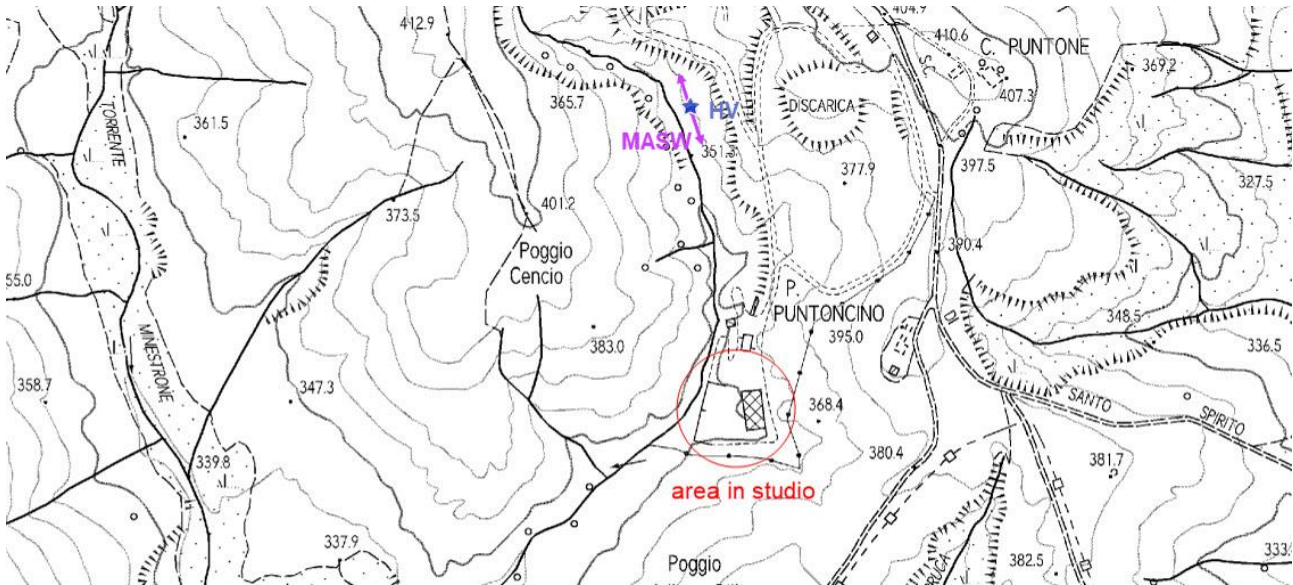 412.9
404.9
410.6
S.C.
C. PUNTONE
369.2
407.3
365.7
HV
DISCARICA
TORRENTE
361.5
MASW
351.3
377.9
397.5
327.5
373.5
401.2
Poggio
Cencio
390.4
55.0
P.
PUNTONCINO
DI
348.5
MINESTRONE
383.0
395.0
336.5
358.7
347.3
368.4
SANTO
SPIRITO
339.8
380.4
381.7
area in studio
337.9
Poggio
382.5
333.